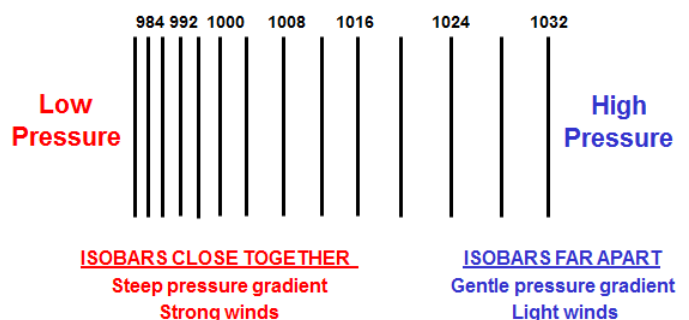 984 992 1000 1008 1016 1024 1032
Low
Pressure
High
Pressure
ISOBARS CLOSE TOGETHER
Steep pressure gradient
Strong winds
ISOBARS FAR APART
Gentle pressure gradient
Light winds